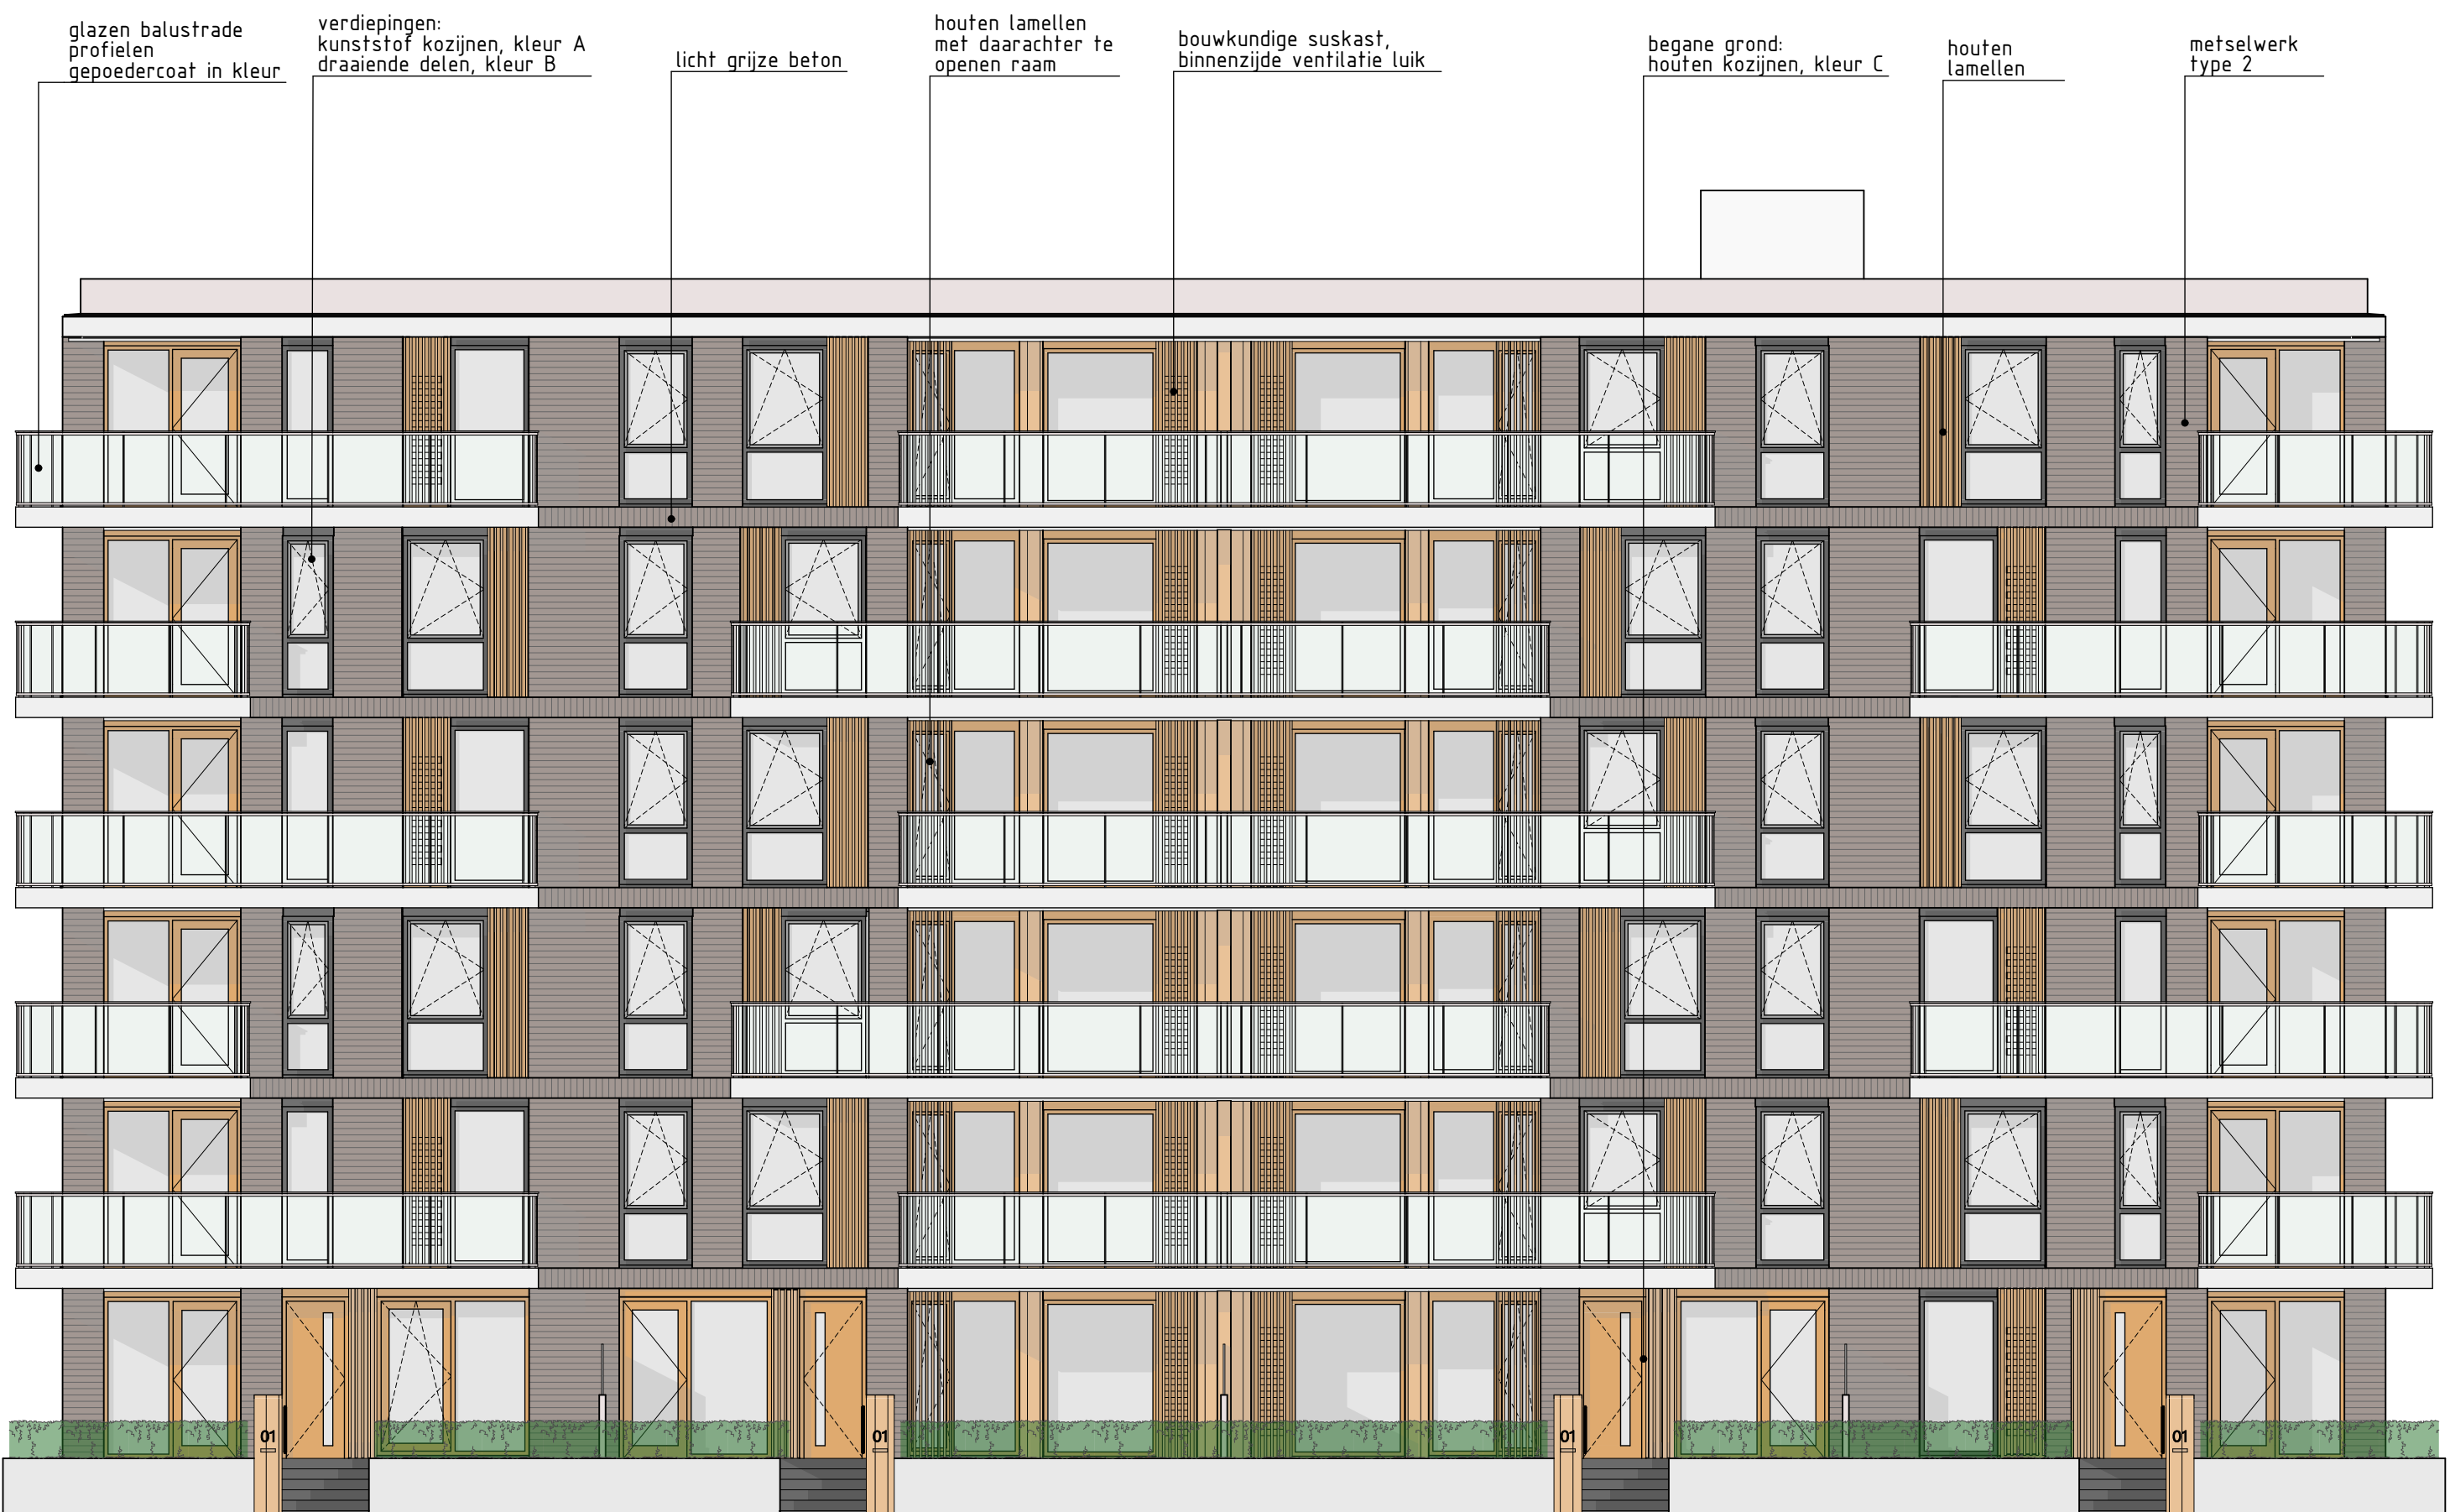 glazen balustrade
profielen
gepoedercoat in kleur
verdiepingen:
kunststof kozijnen, kleur A
draaiende delen, kleur B
licht grijze beton
houten lamellen
met daarachter te
openen raam
bouwkundige suskast,
binnenzijde ventilatie luik
begane grond:
houten kozijnen, kleur C
houten
lamellen
metselwerk
type 2
01
01
01
01